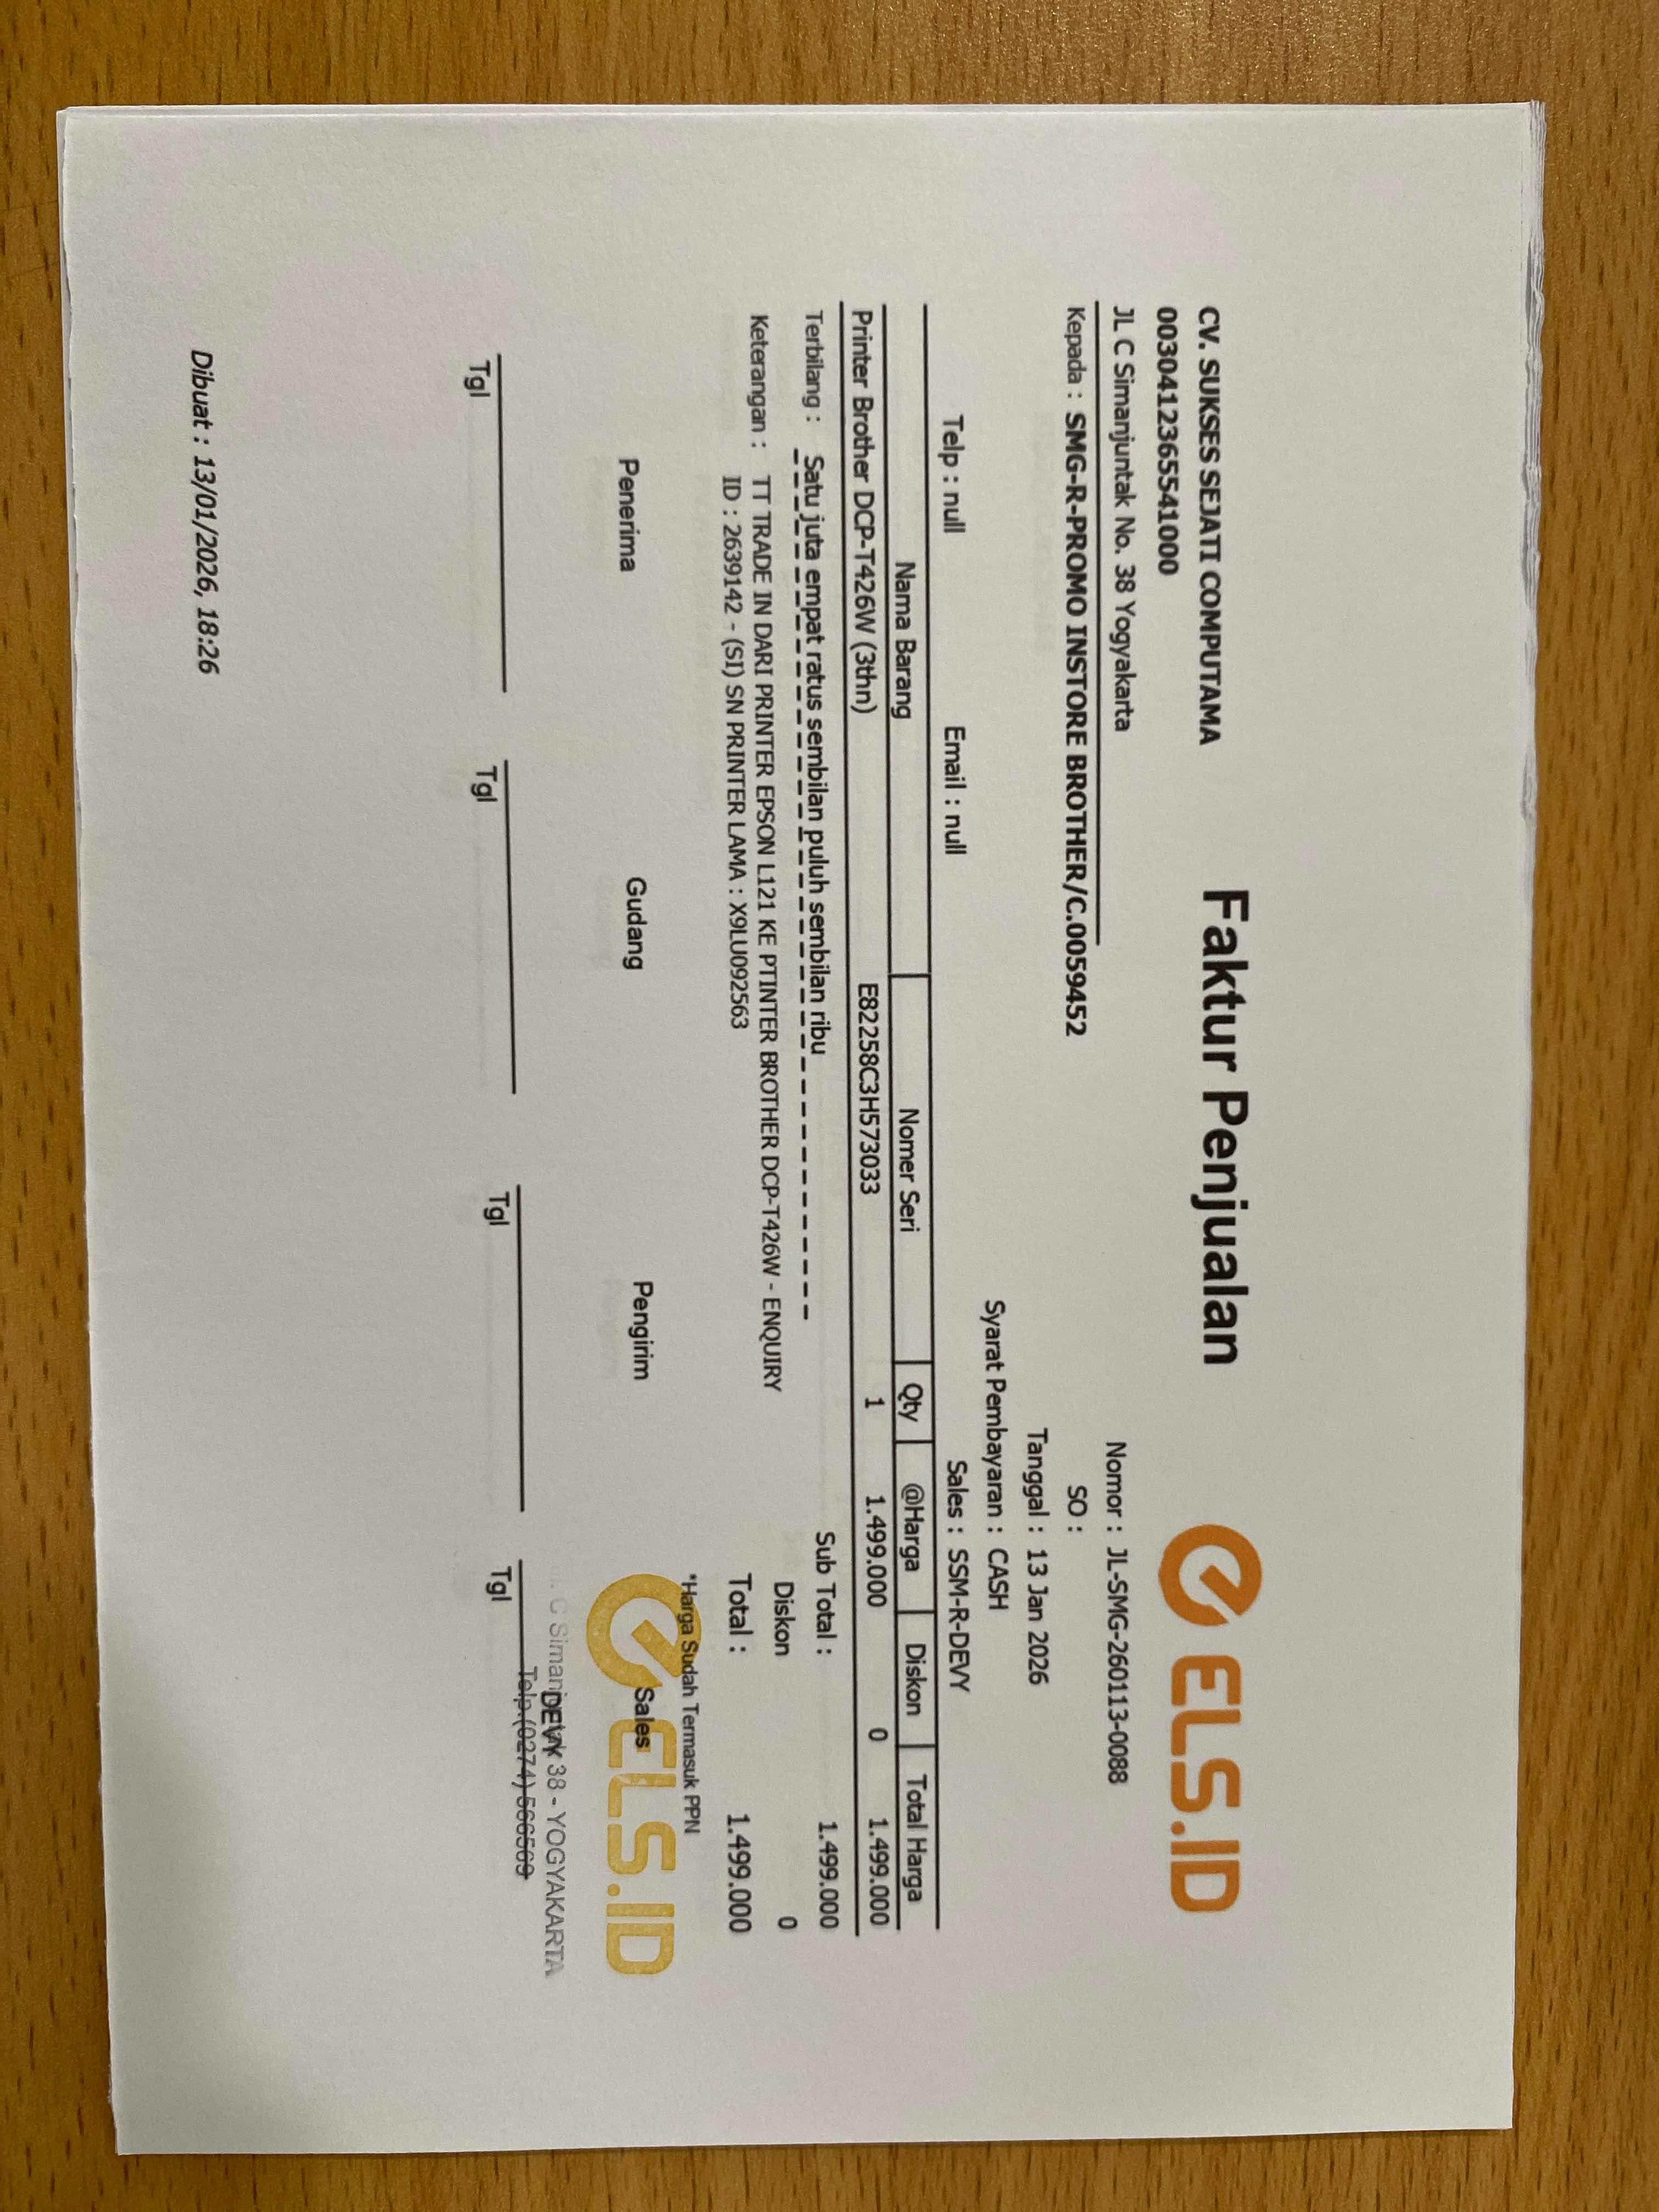 CV. SUKSES SEJATI COMPUTAMA
0030412365541000
JL C Simanjuntak No. 38 Yogyakarta
Faktur Penjualan
ELS.ID
Kepada : SMG-R-PROMO INSTORE BROTHER/C.0059452
Nomor : JL-SMG-260113-0088
SO :
Tanggal : 13 Jan 2026
Syarat Pembayaran : CASH
Telp : null Email : null Sales : SSM-R-DEVY
Nama Barang Nomer Seri Qty @Harga Diskon Total Harga
Printer Brother DCP-T426W (3thn) E82258C3H573033 1 1.499.000 0 1.499.000
Terbilang : Satu juta empat ratus sembilan puluh sembilan ribu
Sub Total : 1.499.000
Diskon 0
Total : 1.499.000
Keterangan : TT TRADE IN DARI PRINTER EPSON L121 KE PTINTER BROTHER DCP-T426W - ENQUIRY
ID : 2639142 - (SI) SN PRINTER LAMA : X9LU092563
*Harga Sudah Termasuk PPN
Penerima Gudang Pengirim Sales
ELS.ID
C Simanjuntak 38 - YOGYAKARTA
DEVY
Telp.(0274) 566569
Tgl Tgl Tgl Tgl
Dibuat : 13/01/2026, 18:26